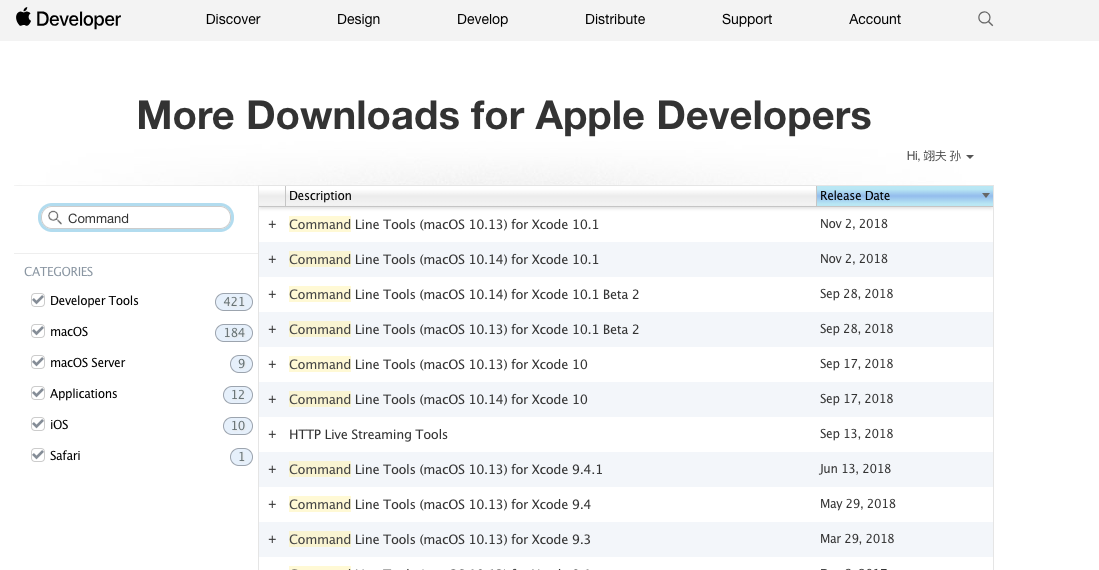 Developer Discover Design Develop Distribute Support Account
More Downloads for Apple Developers
Hi, 翊夫 孙
Command
CATEGORIES
Developer Tools 421
macOS 184
macOS Server 9
Applications 12
iOS 10
Safari 1
Description Release Date
+ Command Line Tools (macOS 10.13) for Xcode 10.1 Nov 2, 2018
+ Command Line Tools (macOS 10.14) for Xcode 10.1 Nov 2, 2018
+ Command Line Tools (macOS 10.14) for Xcode 10.1 Beta 2 Sep 28, 2018
+ Command Line Tools (macOS 10.13) for Xcode 10.1 Beta 2 Sep 28, 2018
+ Command Line Tools (macOS 10.13) for Xcode 10 Sep 17, 2018
+ Command Line Tools (macOS 10.14) for Xcode 10 Sep 17, 2018
+ HTTP Live Streaming Tools Sep 13, 2018
+ Command Line Tools (macOS 10.13) for Xcode 9.4.1 Jun 13, 2018
+ Command Line Tools (macOS 10.13) for Xcode 9.4 May 29, 2018
+ Command Line Tools (macOS 10.13) for Xcode 9.3 Mar 29, 2018